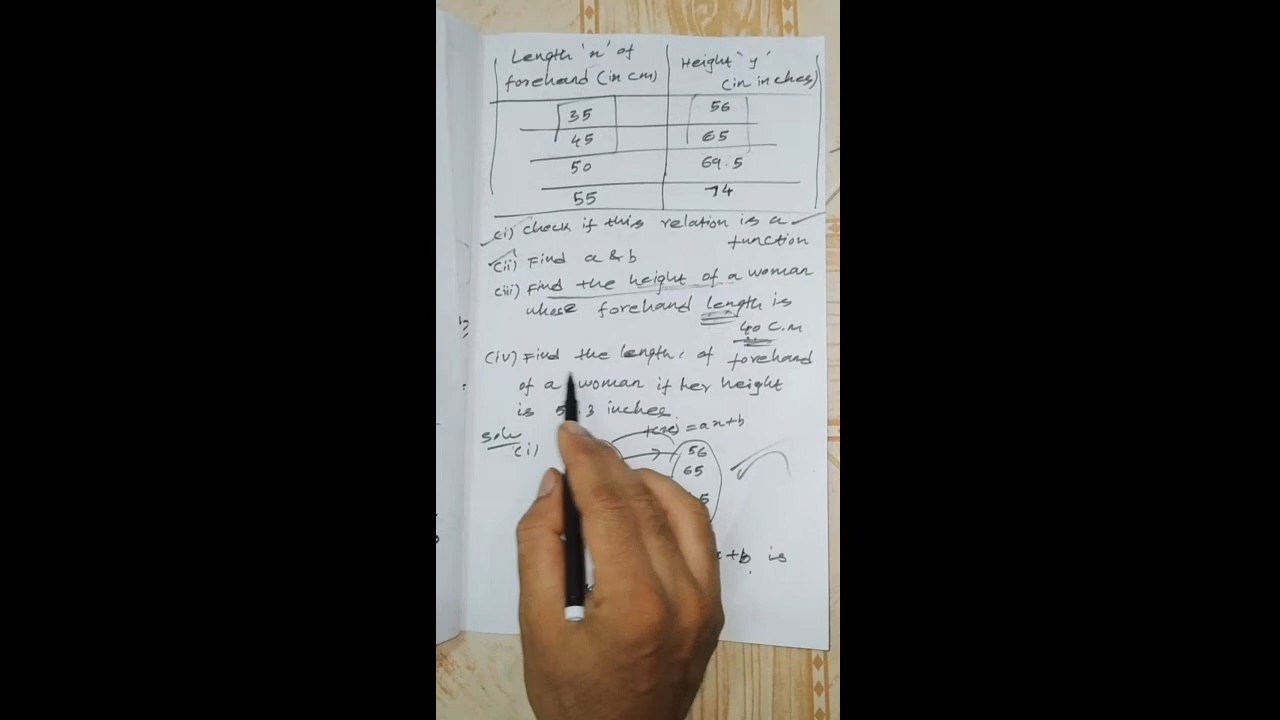 Length 'x' of forehand (in cm)
Height 'y' (in inches)
35 56
45 65
50 69.5
55 74
(i) check if this relation is a
function
(ii) Find a & b
(iii) Find the height of a woman
whose forehand length is
40 C.M
(iv) Find the length, of forehand
of a woman if her height
is 3 inches
Soln
(i)
= ax+b
56
65
+b is